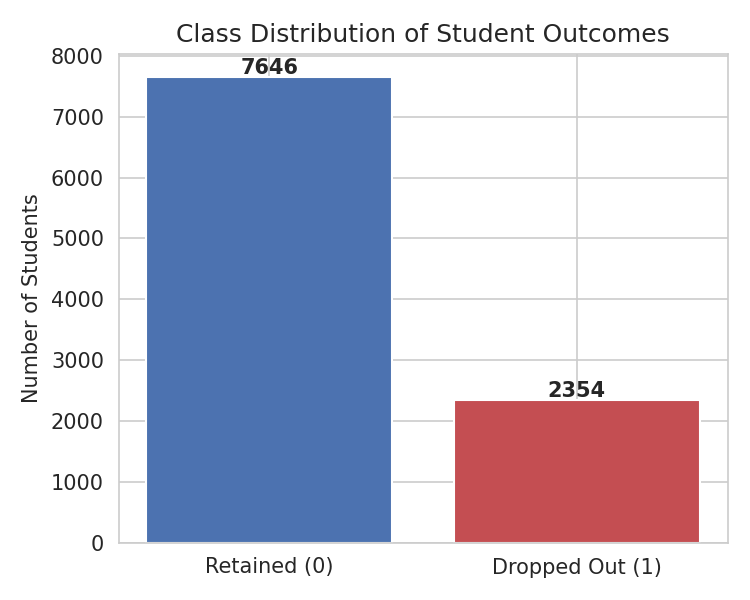 Class Distribution of Student Outcomes
Number of Students
8000
7000
6000
5000
4000
3000
2000
1000
0
7646
2354
Retained (0)
Dropped Out (1)